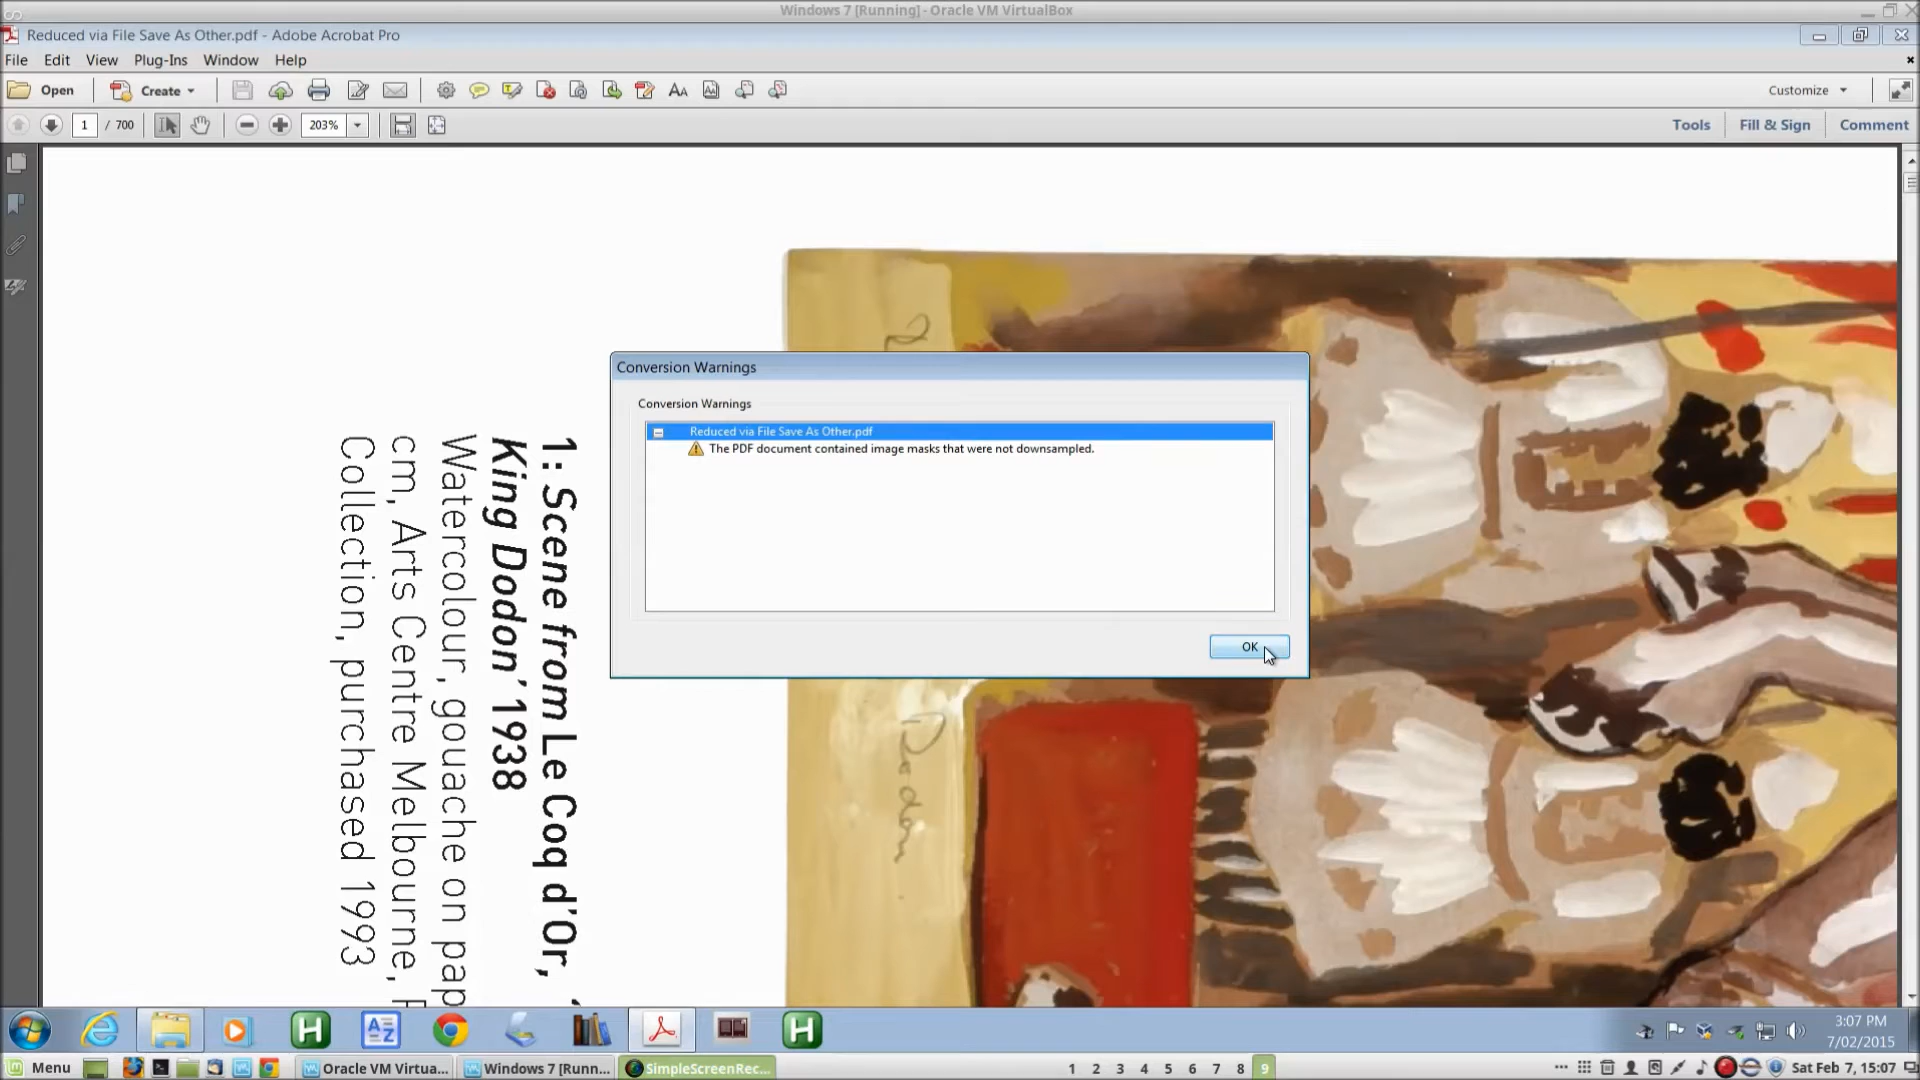 Windows 7 [Running] - Oracle VM VirtualBox
Reduced via File Save As Other.pdf - Adobe Acrobat Pro
File Edit View Plug-Ins Window Help
Open Create Customize
1 / 700 203% Tools Fill & Sign Comment
1: Scene from Le Coq d'Or, '
King Dodon' 1938
Watercolour, gouache on pap
cm, Arts Centre Melbourne,
Collection, purchased 1993
Dodon.
Conversion Warnings
Conversion Warnings
Reduced via File Save As Other.pdf
The PDF document contained image masks that were not downsampled.
OK
3:07 PM
7/02/2015
Menu Oracle VM Virtua... Windows 7 [Runn... SimpleScreenRec... 1 2 3 4 5 6 7 8 9 Sat Feb 7, 15:07